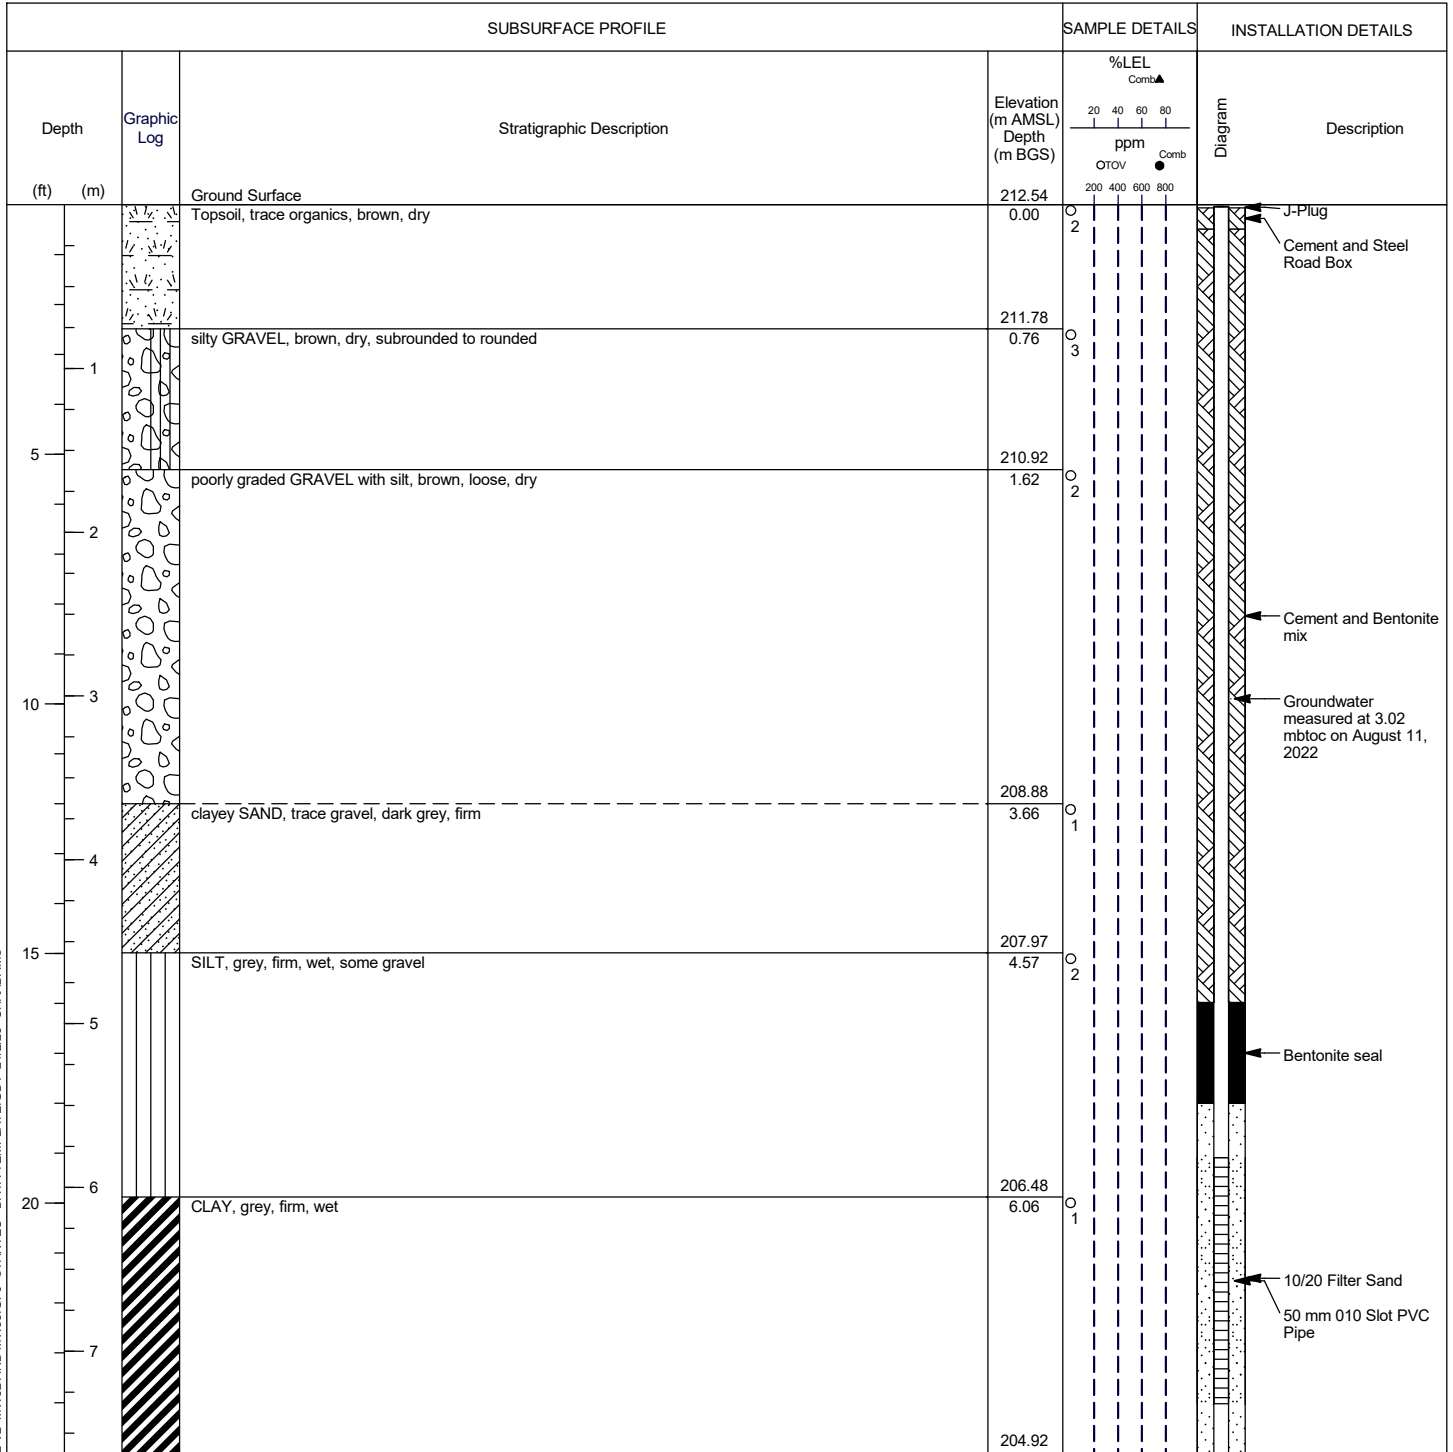 SUBSURFACE PROFILE
SAMPLE DETAILS
INSTALLATION DETAILS
Depth
(ft) (m)
Graphic
Log
Stratigraphic Description
Elevation
(m AMSL)
Depth
(m BGS)
%LEL
Comb
20 40 60 80
ppm
TOV
Comb
200 400 600 800
Diagram
Description
Ground Surface
212.54
Topsoil, trace organics, brown, dry
0.00
2
J-Plug
Cement and Steel
Road Box
211.78
silty GRAVEL, brown, dry, subrounded to rounded
0.76
3
1
5
210.92
poorly graded GRAVEL with silt, brown, loose, dry
1.62
2
2
Cement and Bentonite
mix
3
10
Groundwater
measured at 3.02
mbtoc on August 11,
2022
208.88
clayey SAND, trace gravel, dark grey, firm
3.66
1
4
207.97
15
SILT, grey, firm, wet, some gravel
4.57
2
5
Bentonite seal
6
206.48
20
CLAY, grey, firm, wet
6.06
1
10/20 Filter Sand
50 mm 010 Slot PVC
Pipe
7
204.92